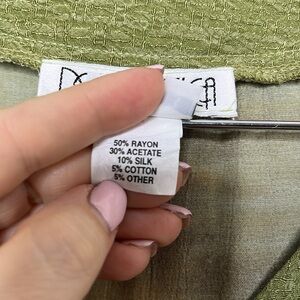 50% RAYON
30% ACETATE
10% SILK
5% COTTON
5% OTHER